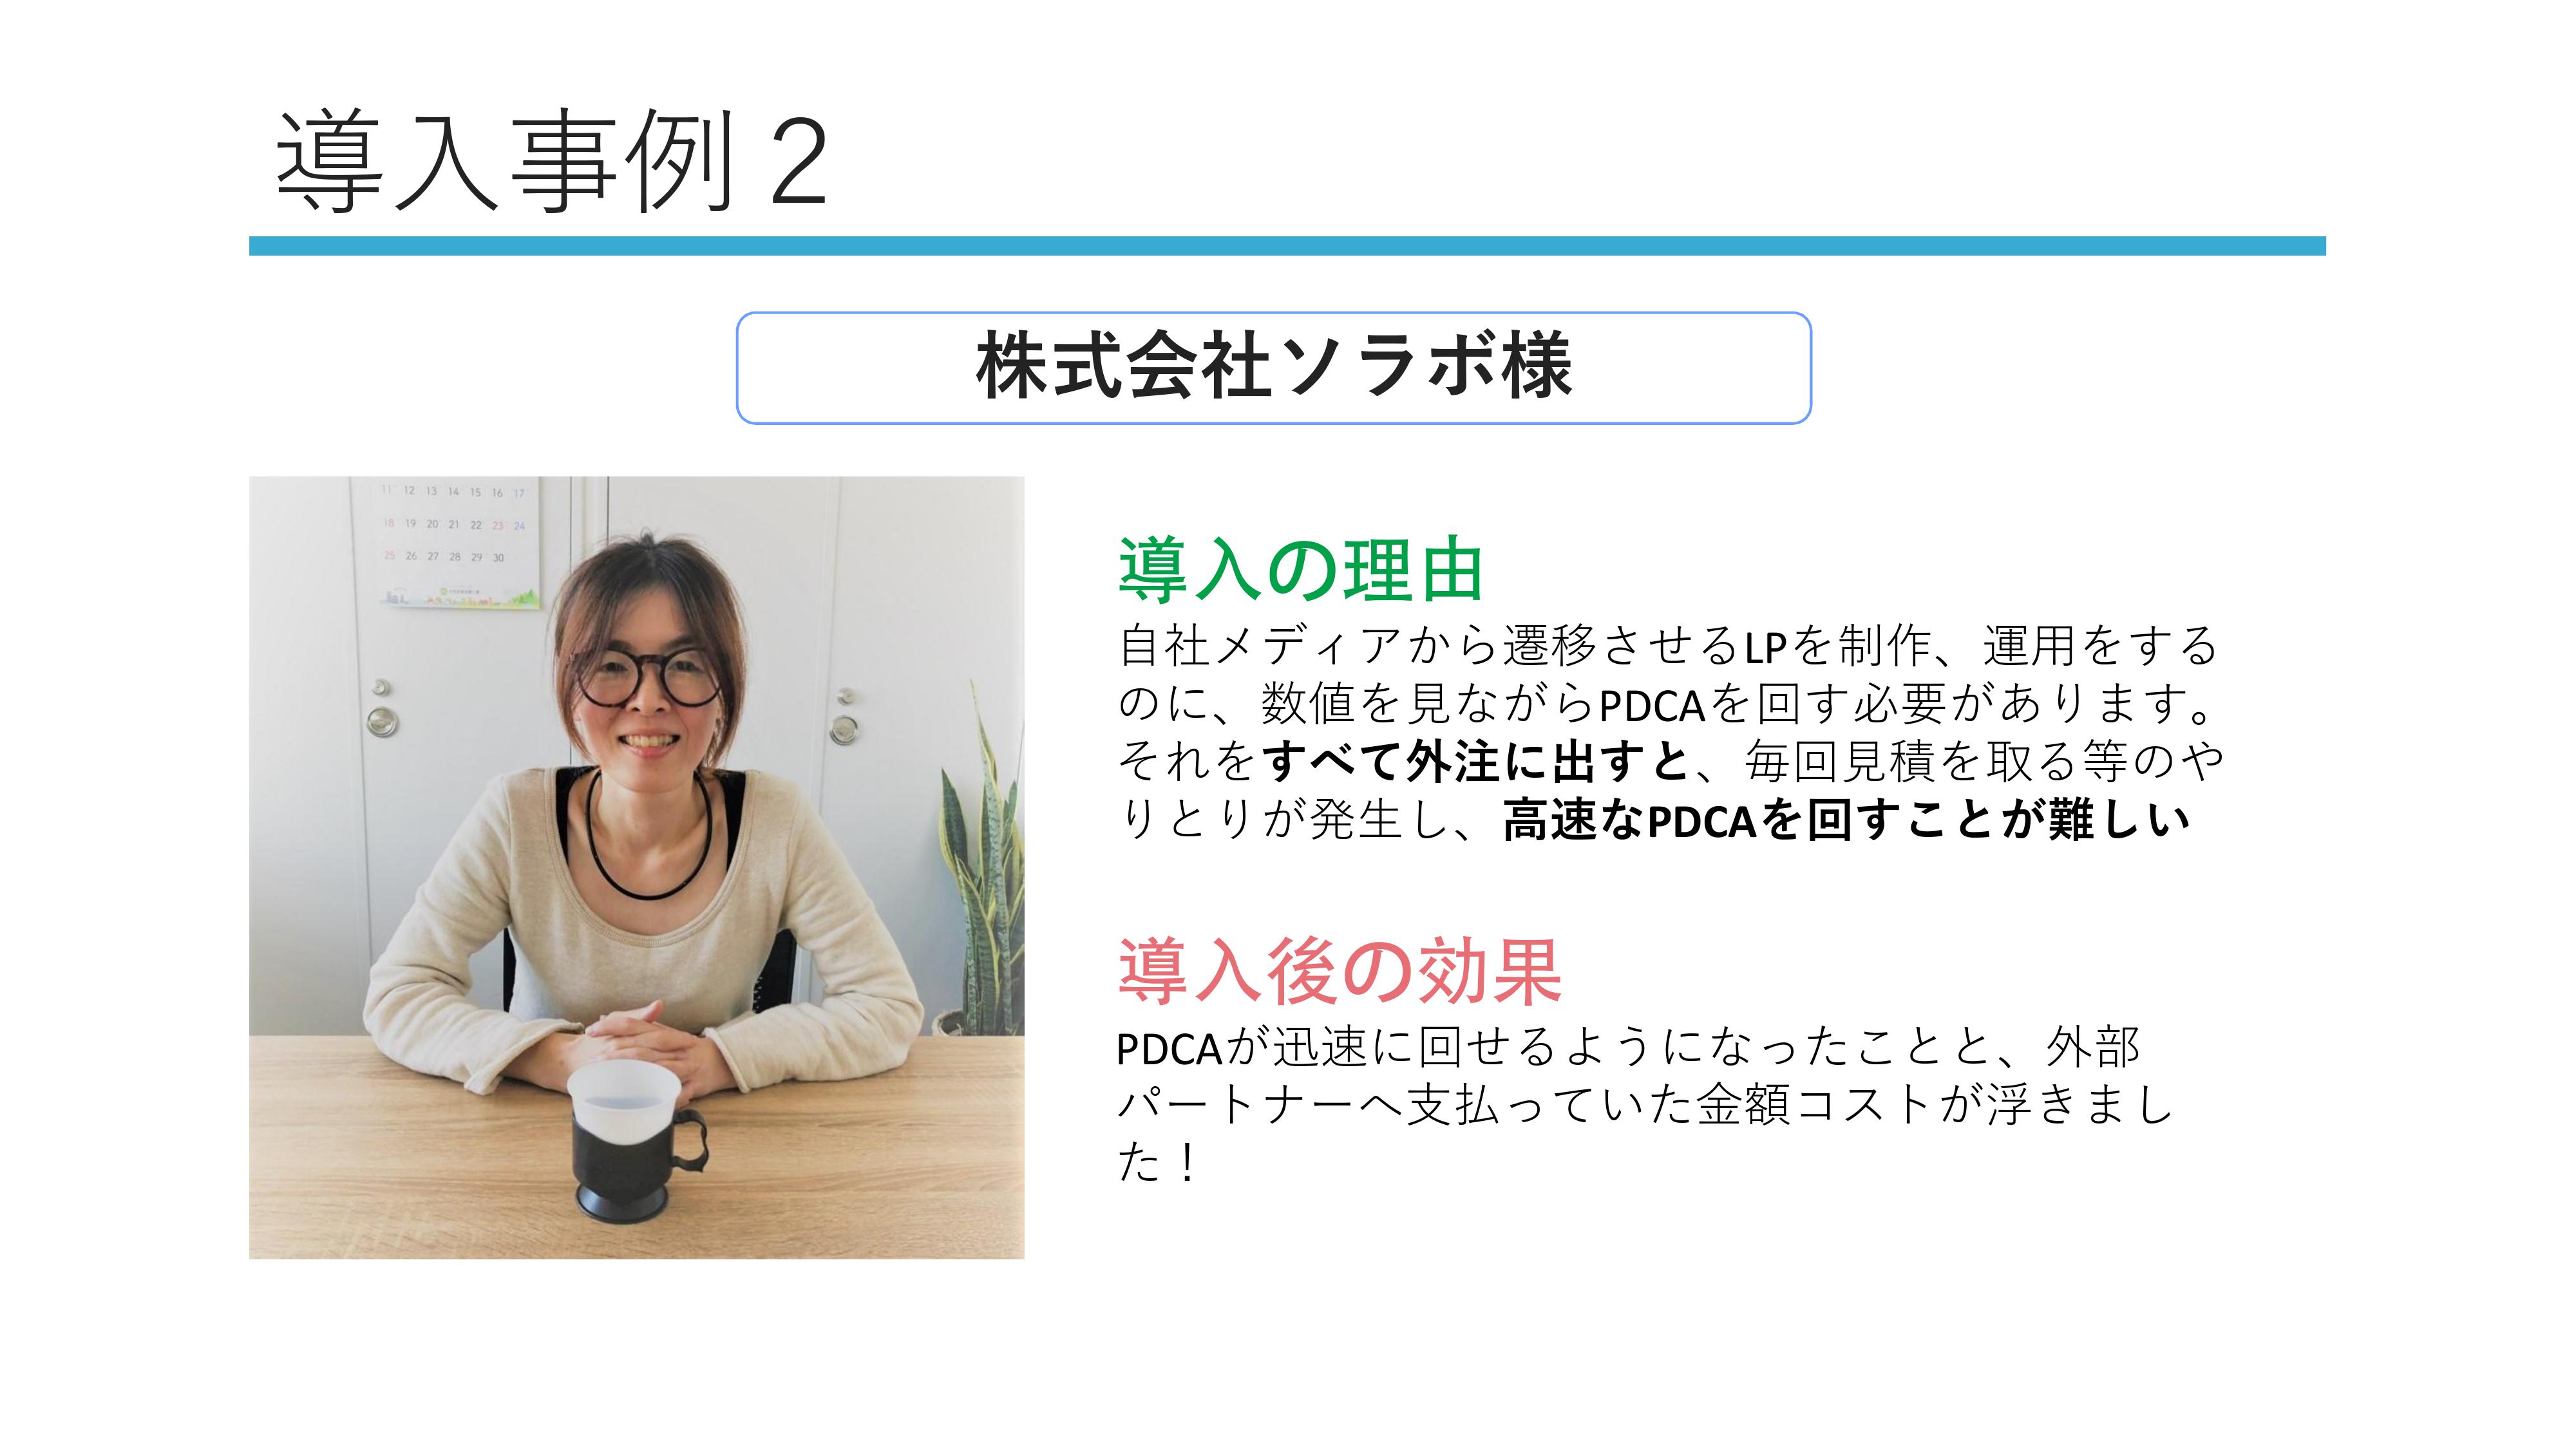 導入事例２
株式会社ソラボ様
11 12 13 14 15 16 17
18 19 20 21 22 23 24
25 26 27 28 29 30
導入の理由
自社メディアから遷移させるLPを制作、運用をする
のに、数値を見ながらPDCAを回す必要があります。
それをすべて外注に出すと、毎回見積を取る等のや
りとりが発生し、高速なPDCAを回すことが難しい
導入後の効果
PDCAが迅速に回せるようになったことと、外部
パートナーへ支払っていた金額コストが浮きまし
た！